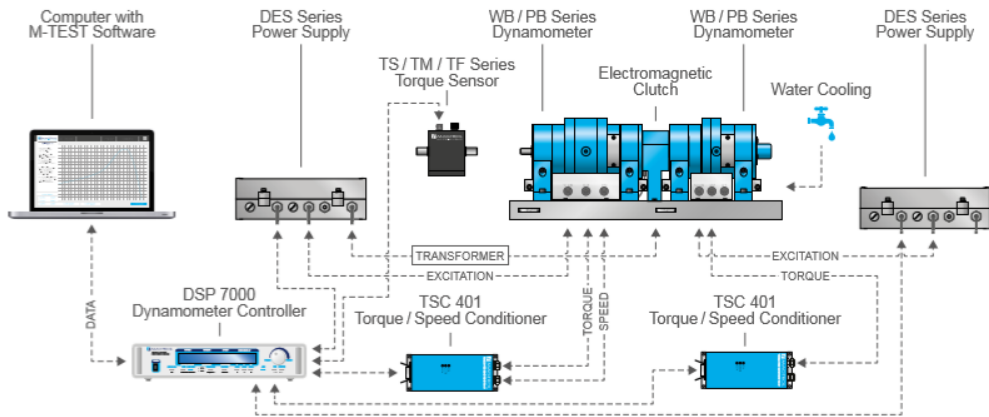 Computer with
M-TEST Software
DES Series
Power Supply
TS / TM / TF Series
Torque Sensor
WB / PB Series
Dynamometer
Electromagnetic
Clutch
WB / PB Series
Dynamometer
Water Cooling
DES Series
Power Supply
TRANSFORMER
EXCITATION
TORQUE
SPEED
EXCITATION
TORQUE
DATA
DSP 7000
Dynamometer Controller
TSC 401
Torque / Speed Conditioner
TSC 401
Torque / Speed Conditioner